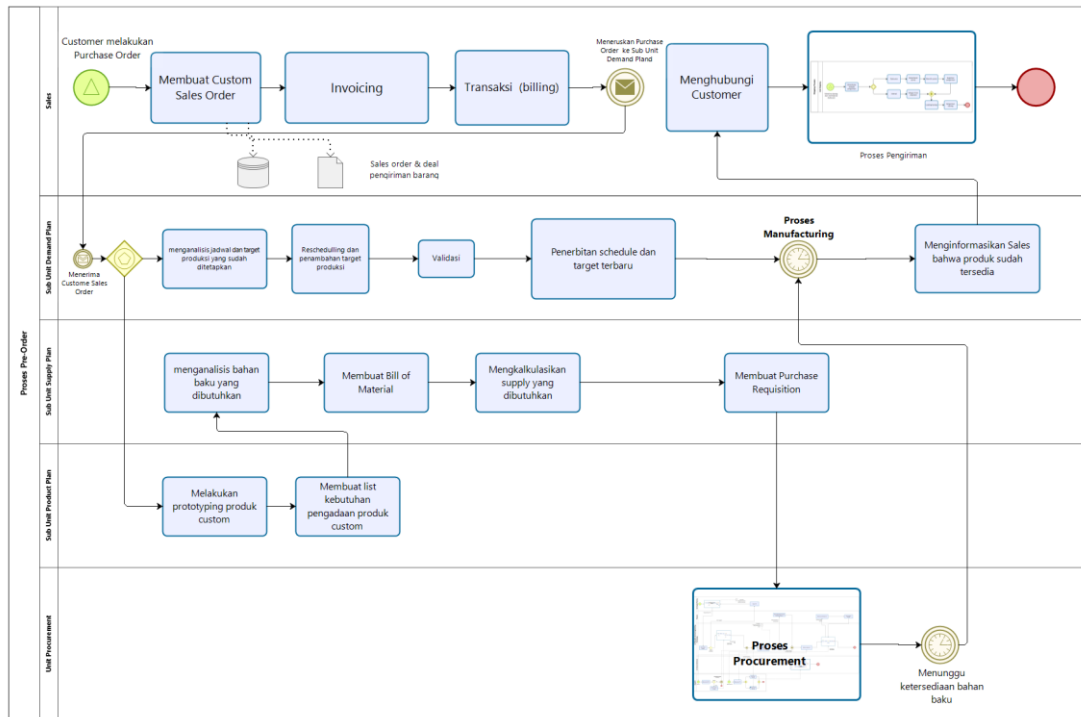 Proses Pre-Order
Sales
Customer melakukan
Purchase Order
Membuat Custom
Sales Order
Invoicing
Transaksi (billing)
Meneruskan Purchase
Order ke Sub Unit
Demand Pland
Menghubungi
Customer
Proses Pengiriman
Sales order & deal
pengiriman barang
Sub Unit Demand Plan
Menerima
Custome Sales
Order
menganalisis jadwal dan target
produksi yang sudah
ditetapkan
Reschedulling dan
penambahan target
produksi
Validasi
Penerbitan schedule dan
target terbaru
Proses
Manufacturing
Menginformasikan Sales
bahwa produk sudah
tersedia
Sub Unit Supply Plan
menganalisis bahan
baku yang
dibutuhkan
Membuat Bill of
Material
Mengkalkulasikan
supply yang
dibutuhkan
Membuat Purchase
Requisition
Sub Unit Product Plan
Melakukan
prototyping produk
custom
Membuat list
kebutuhan
pengadaan produk
custom
Unit Procurement
Proses
Procurement
Menunggu
ketersediaan bahan
baku